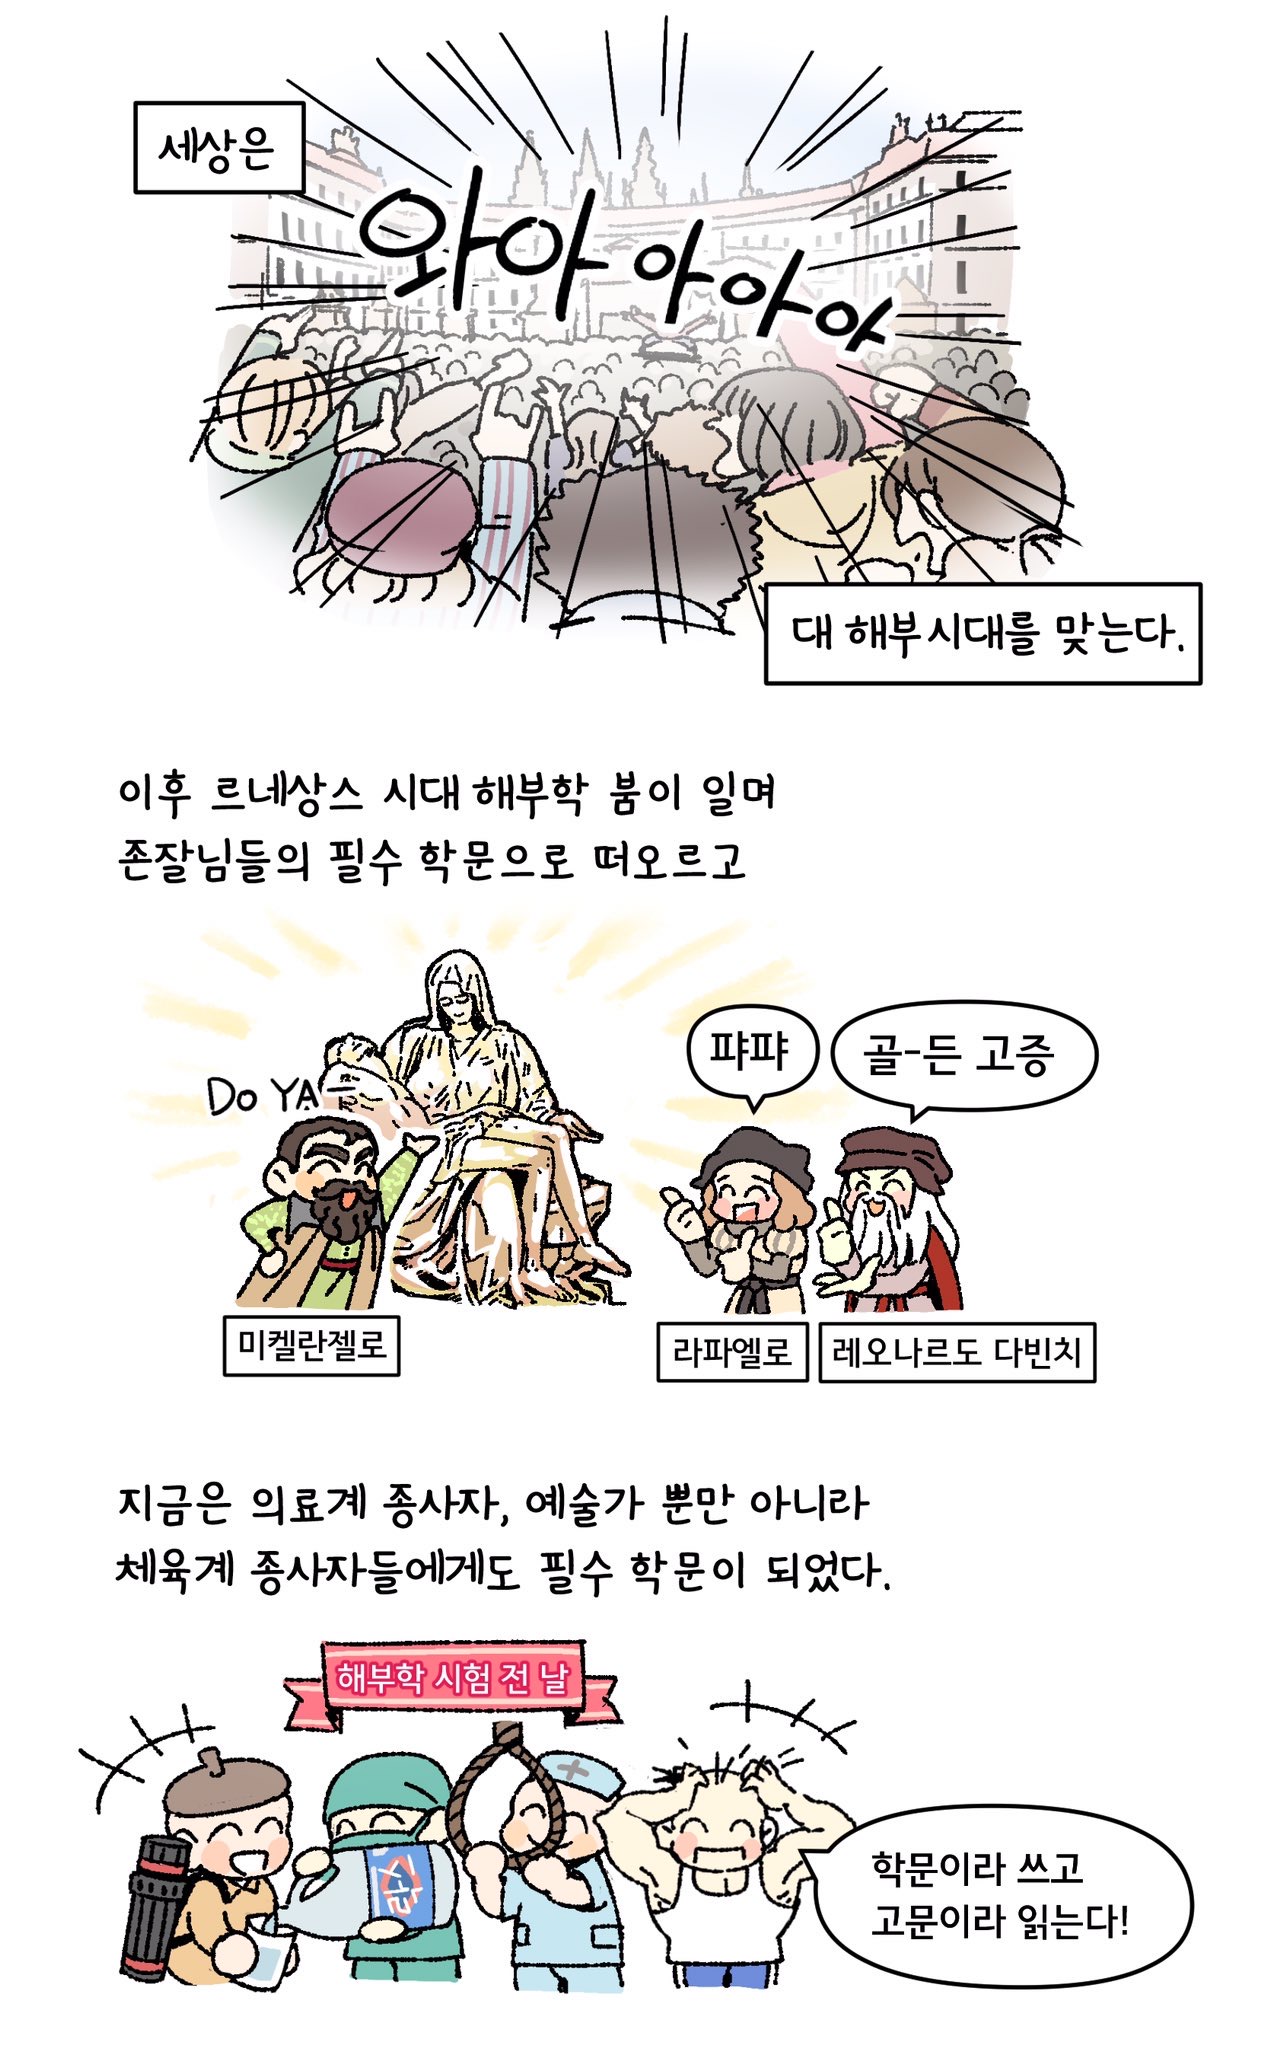 세상은
와아아아아
대 해부시대를 맞는다.
이후 르네상스 시대 해부학 붐이 일며
존잘님들의 필수 학문으로 떠오르고
Do YA
퍄퍄
골-든 고증
미켈란젤로
라파엘로
레오나르도 다빈치
지금은 의료계 종사자, 예술가 뿐만 아니라
체육계 종사자들에게도 필수 학문이 되었다.
해부학 시험 전 날
학문이라 쓰고
고문이라 읽는다!